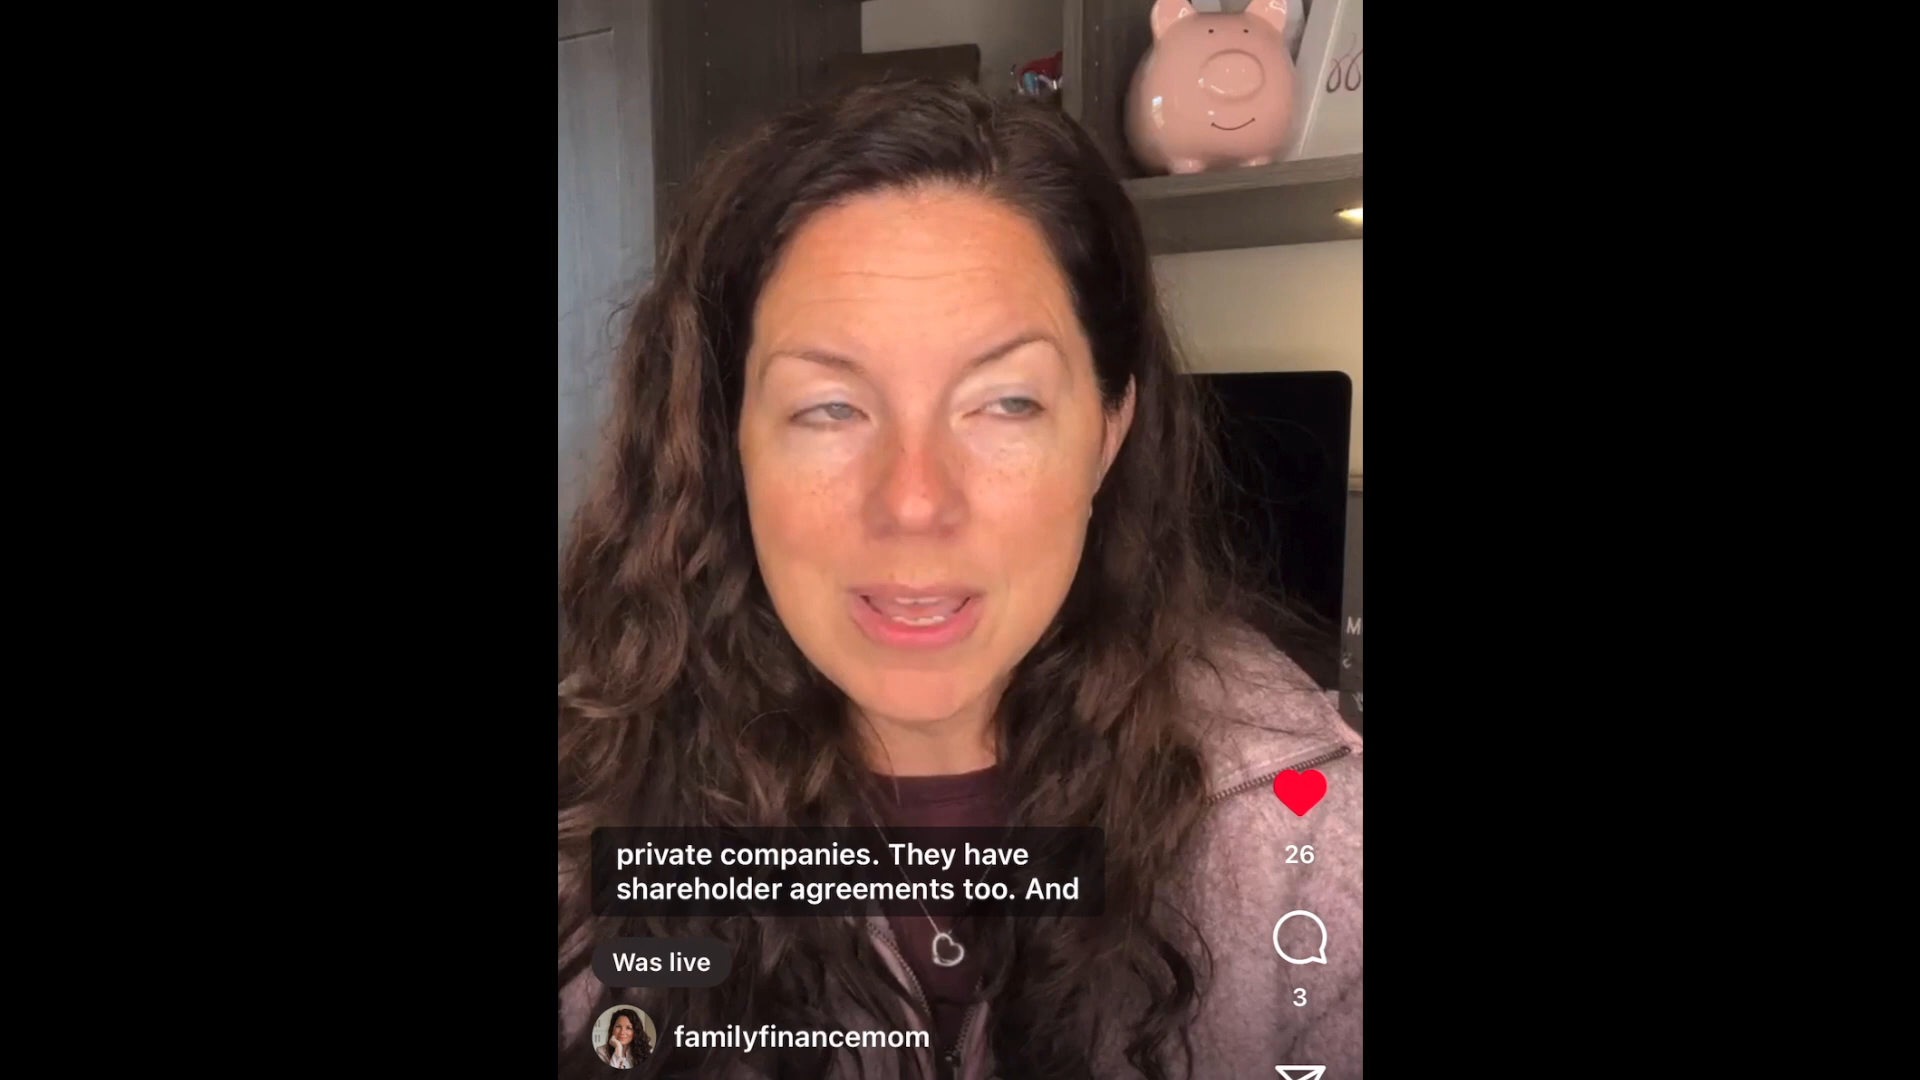 private companies. They have
shareholder agreements too. And
Was live
familyfinancemom
26
3
M